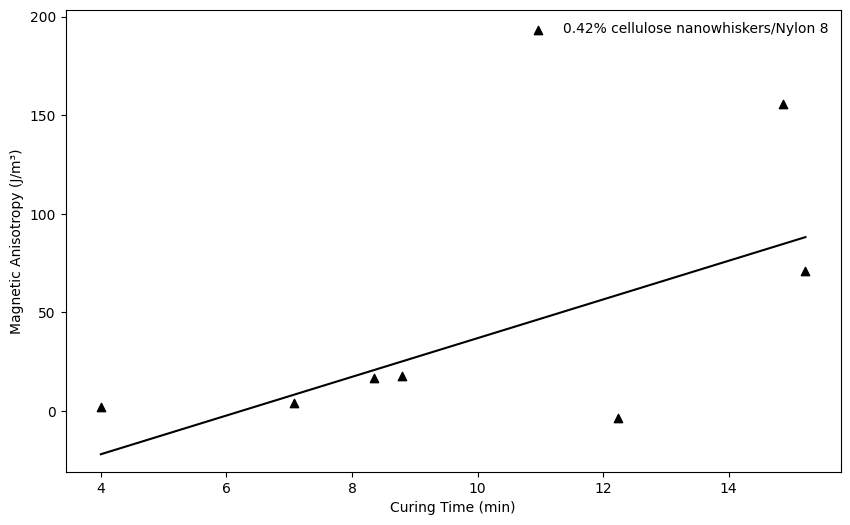 200
0.42% cellulose nanowhiskers/Nylon 8
150
100
50
0
Magnetic Anisotropy (J/m³)
4 6 8 10 12 14
Curing Time (min)